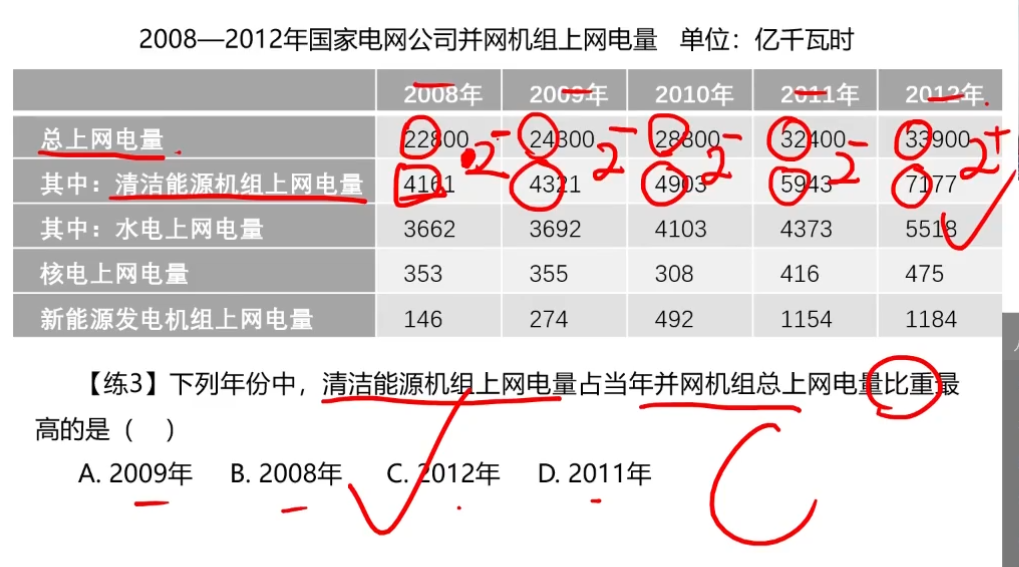 2008—2012年国家电网公司并网机组上网电量 单位：亿千瓦时
2008年 2009年 2010年 2011年 2012年
总上网电量 22800 24300 28300 32400 33900
2- 2- 2- 2- 2+
其中：清洁能源机组上网电量 4161 4321 4903 5943 7177
其中：水电上网电量 3662 3692 4103 4373 5518
核电上网电量 353 355 308 416 475
新能源发电机组上网电量 146 274 492 1154 1184
【练3】下列年份中，清洁能源机组上网电量占当年并网机组总上网电量比重最
高的是（ ）
A. 2009年 B. 2008年 C. 2012年 D. 2011年
C